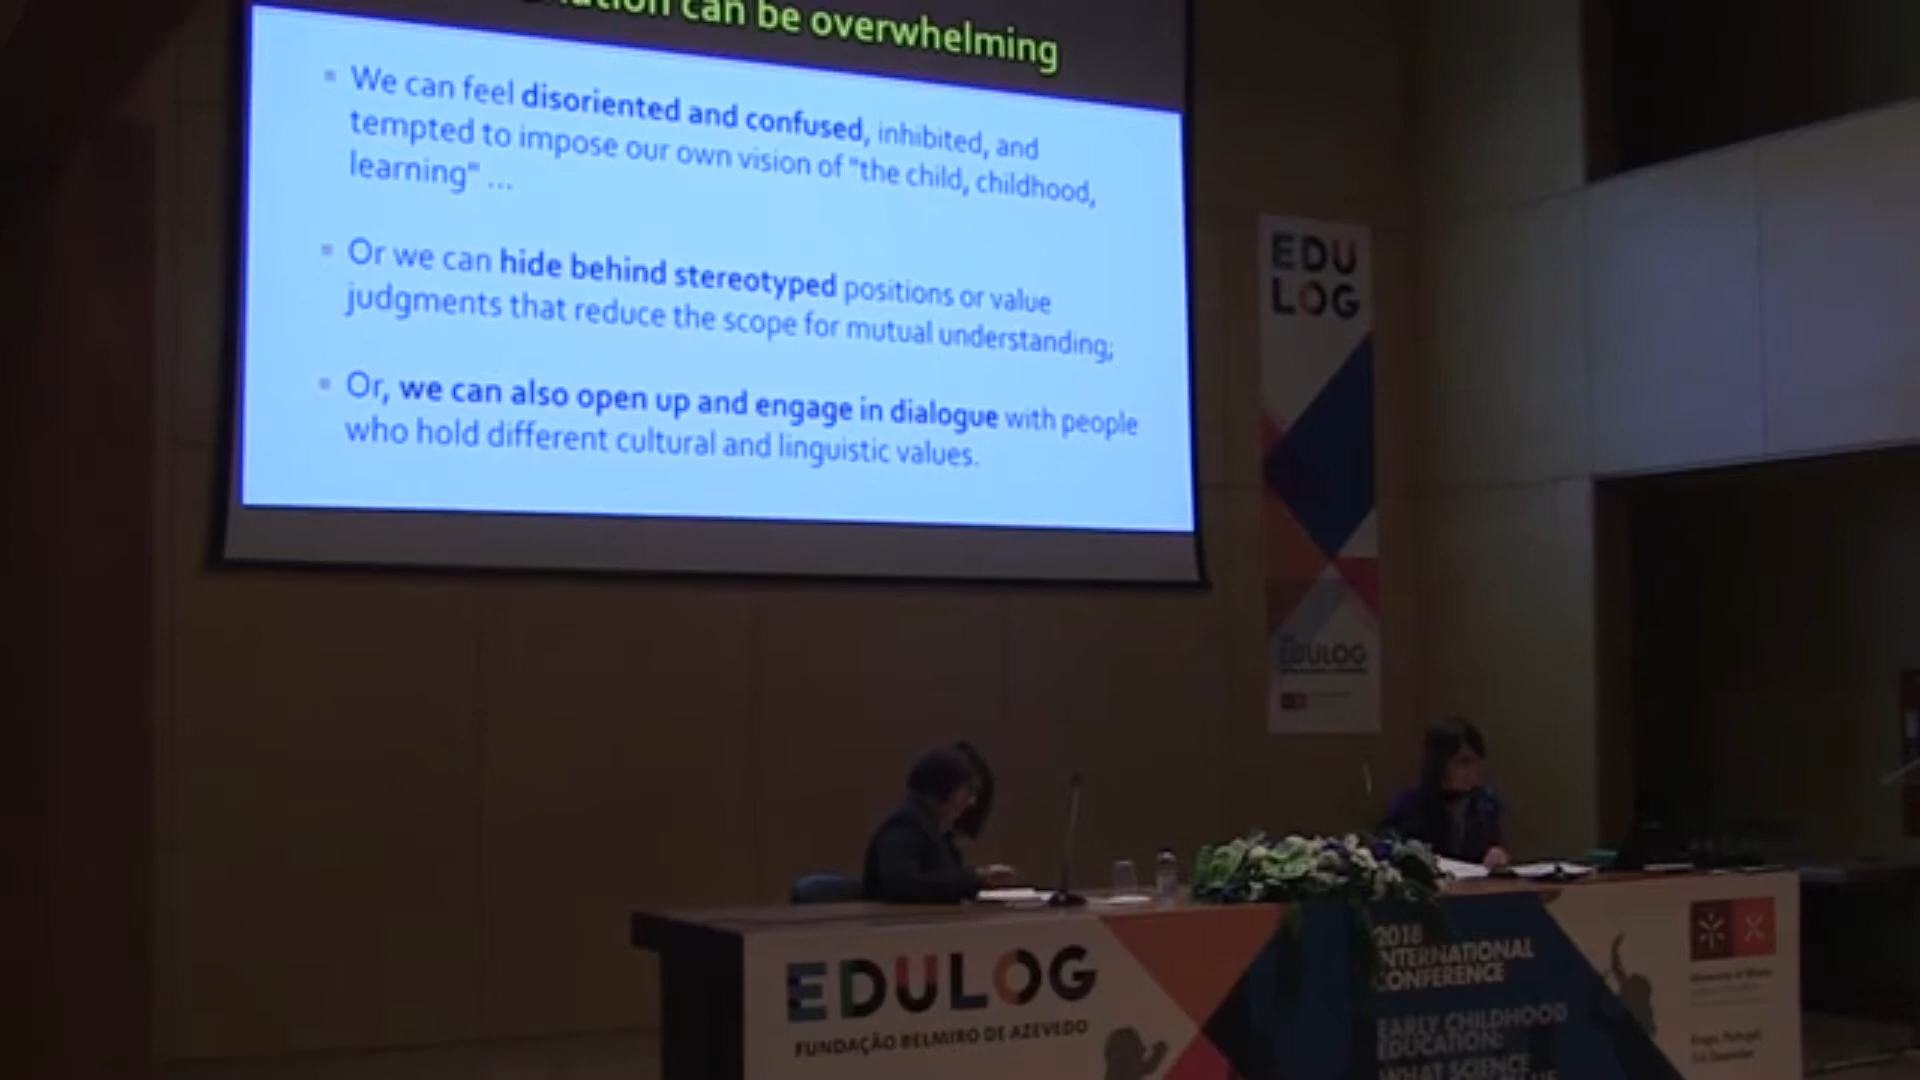 can be overwhelming
We can feel disoriented and confused, inhibited, and
tempted to impose our own vision of "the child, childhood,
learning" ...
Or we can hide behind stereotyped positions or value
judgments that reduce the scope for mutual understanding;
Or, we can also open up and engage in dialogue with people
who hold different cultural and linguistic values.
EDU
LOG
EDULOG
EDULOG
FUNDAÇÃO BELMIRO DE AZEVEDO
2018
INTERNATIONAL
CONFERENCE
EARLY CHILDHOOD
EDUCATION:
WHAT SCIENCE